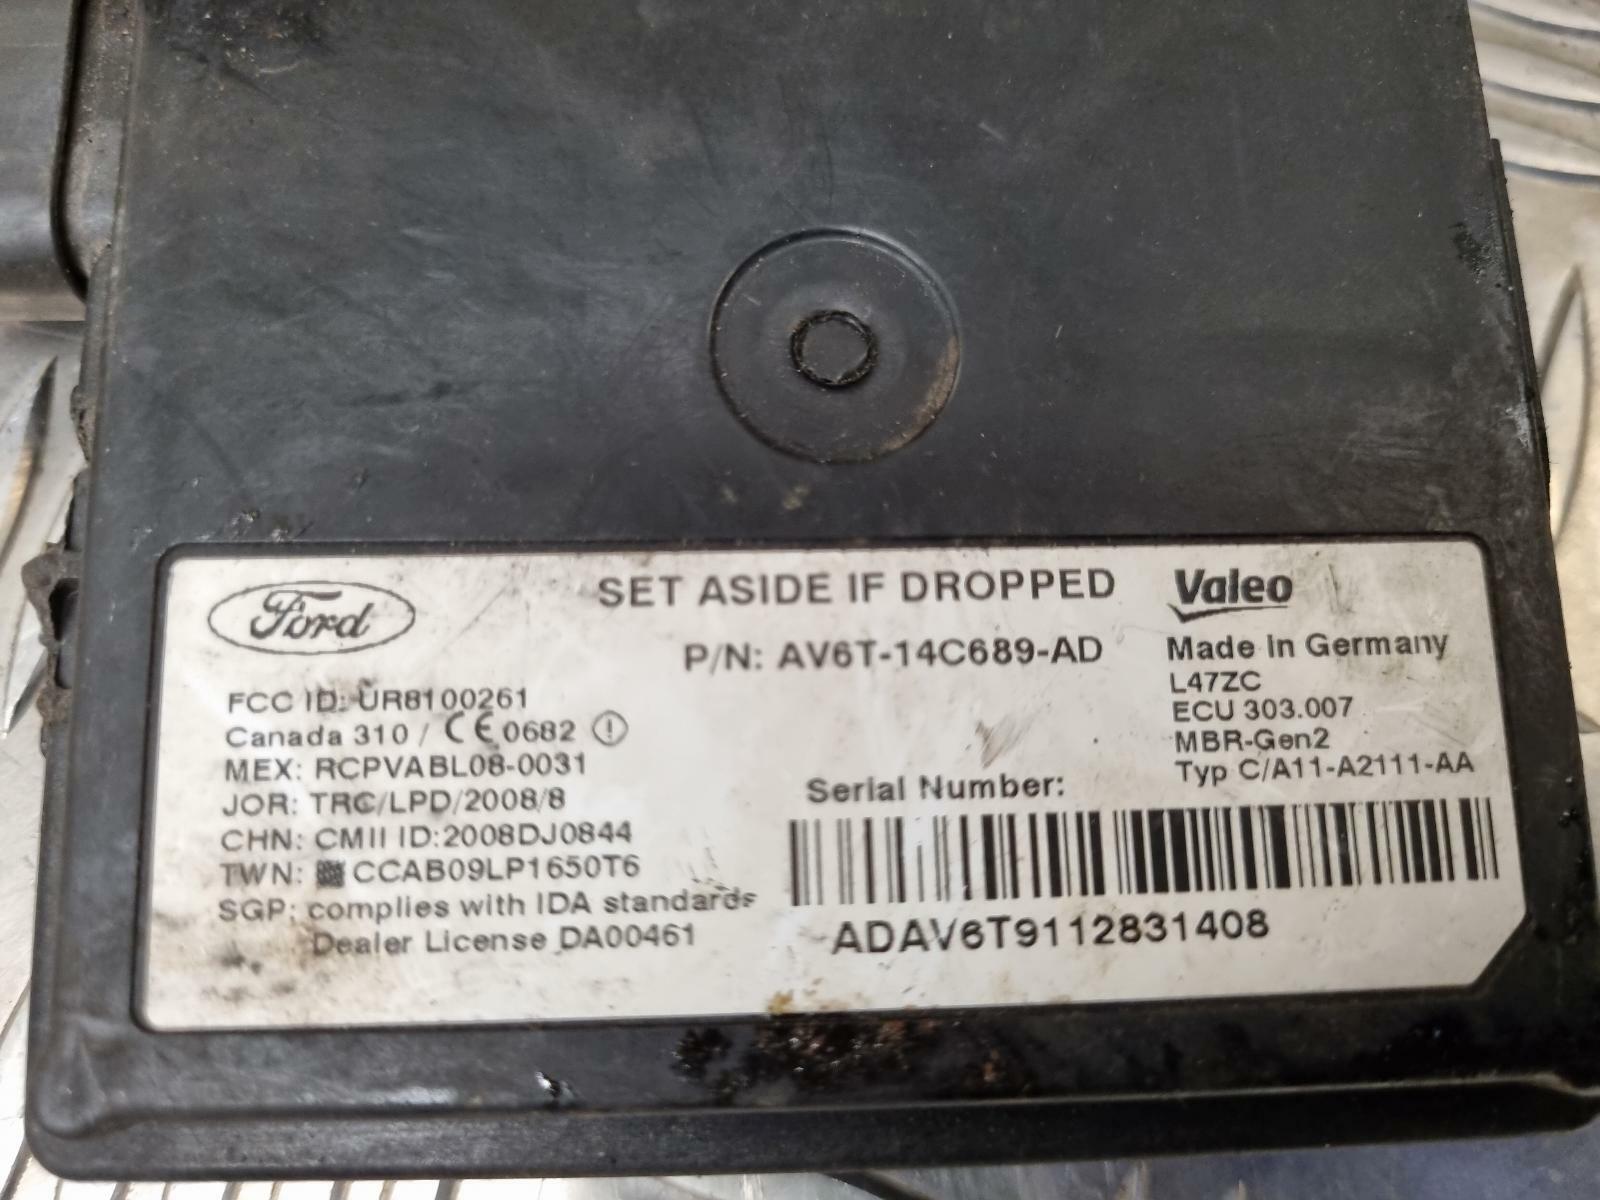 Ford
SET ASIDE IF DROPPED
P/N: AV6T-14C689-AD
Valeo
Made in Germany
L47ZC
ECU 303.007
MBR-Gen2
Typ C/A11-A2111-AA
FCC ID: UR8100261
Canada 310 / CE 0682
MEX: RCPVABL08-0031
JOR: TRC/LPD/2008/8
CHN: CMII ID:2008DJ0844
TWN: CCAB09LP1650T6
SGP: complies with IDA standards
Dealer License DA00461
Serial Number:
ADAV6T9112831408